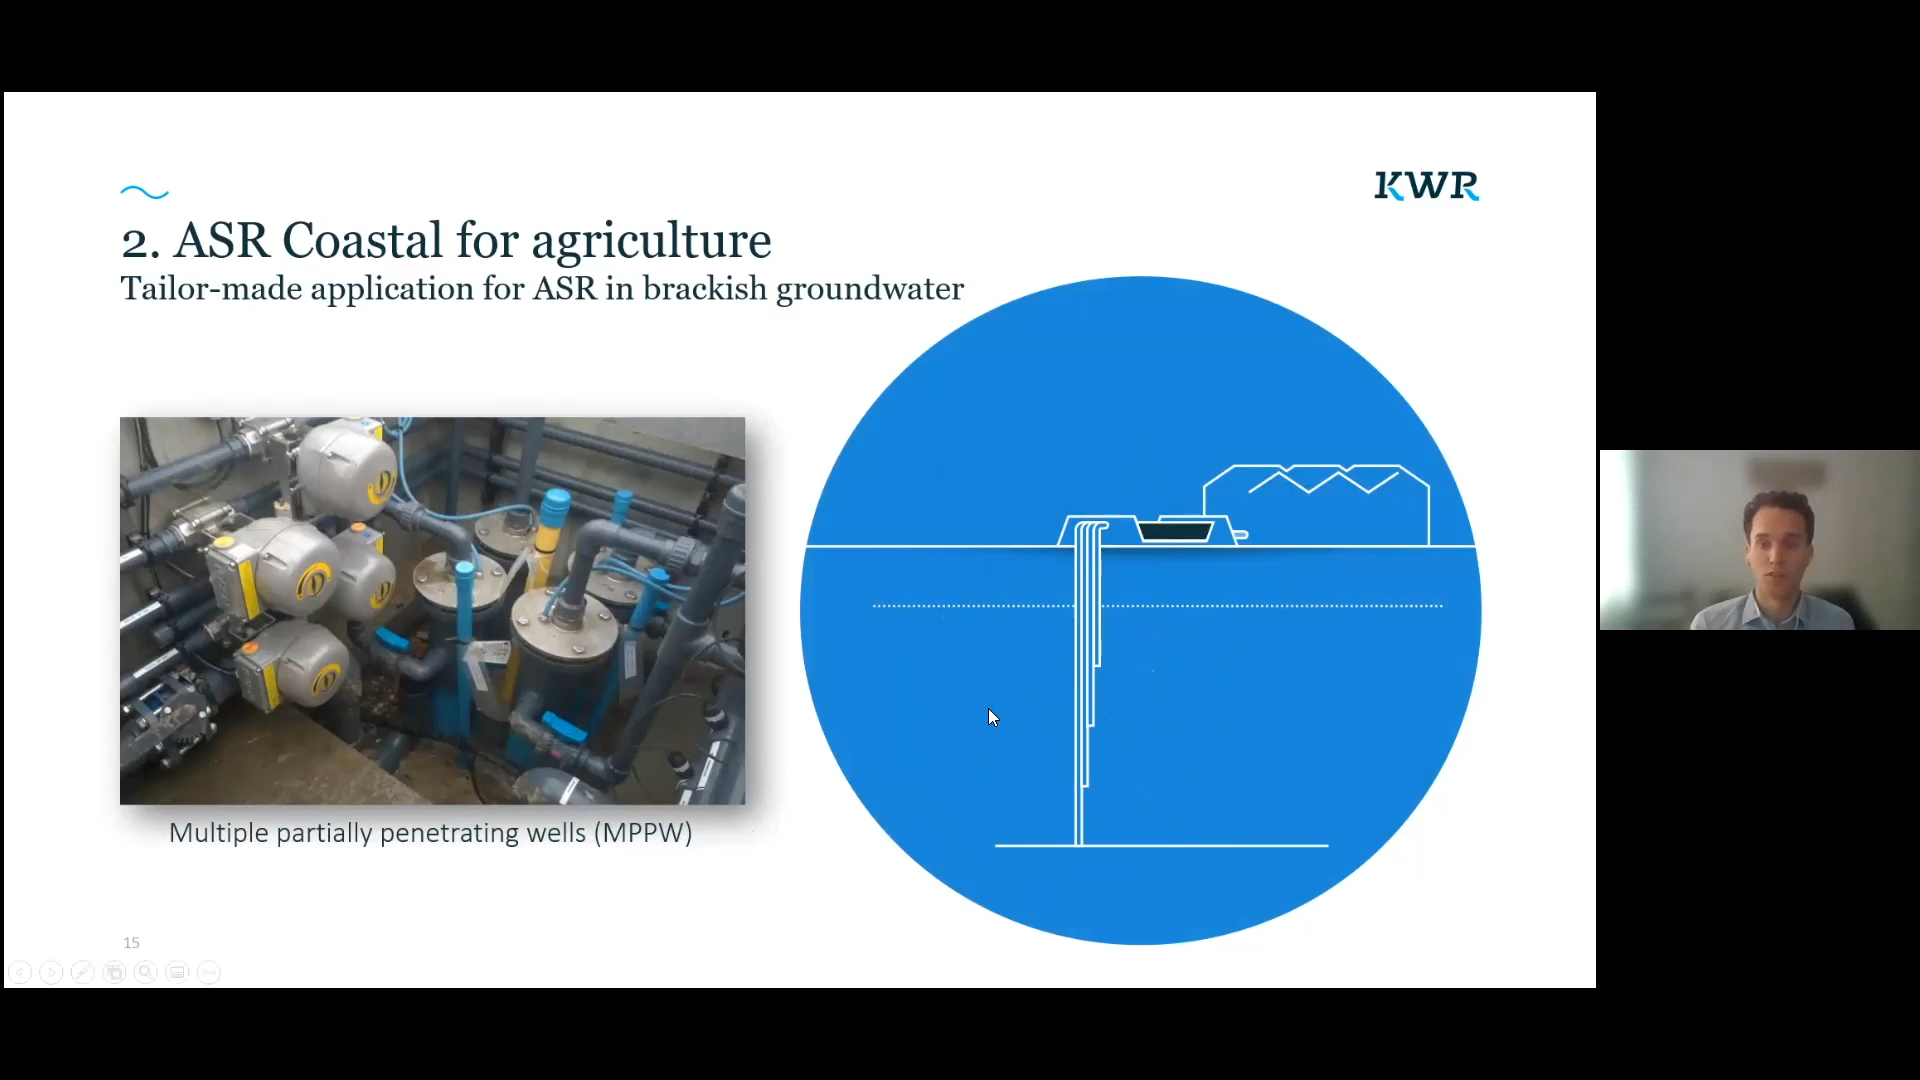 KWR
2. ASR Coastal for agriculture
Tailor-made application for ASR in brackish groundwater
Multiple partially penetrating wells (MPPW)
15